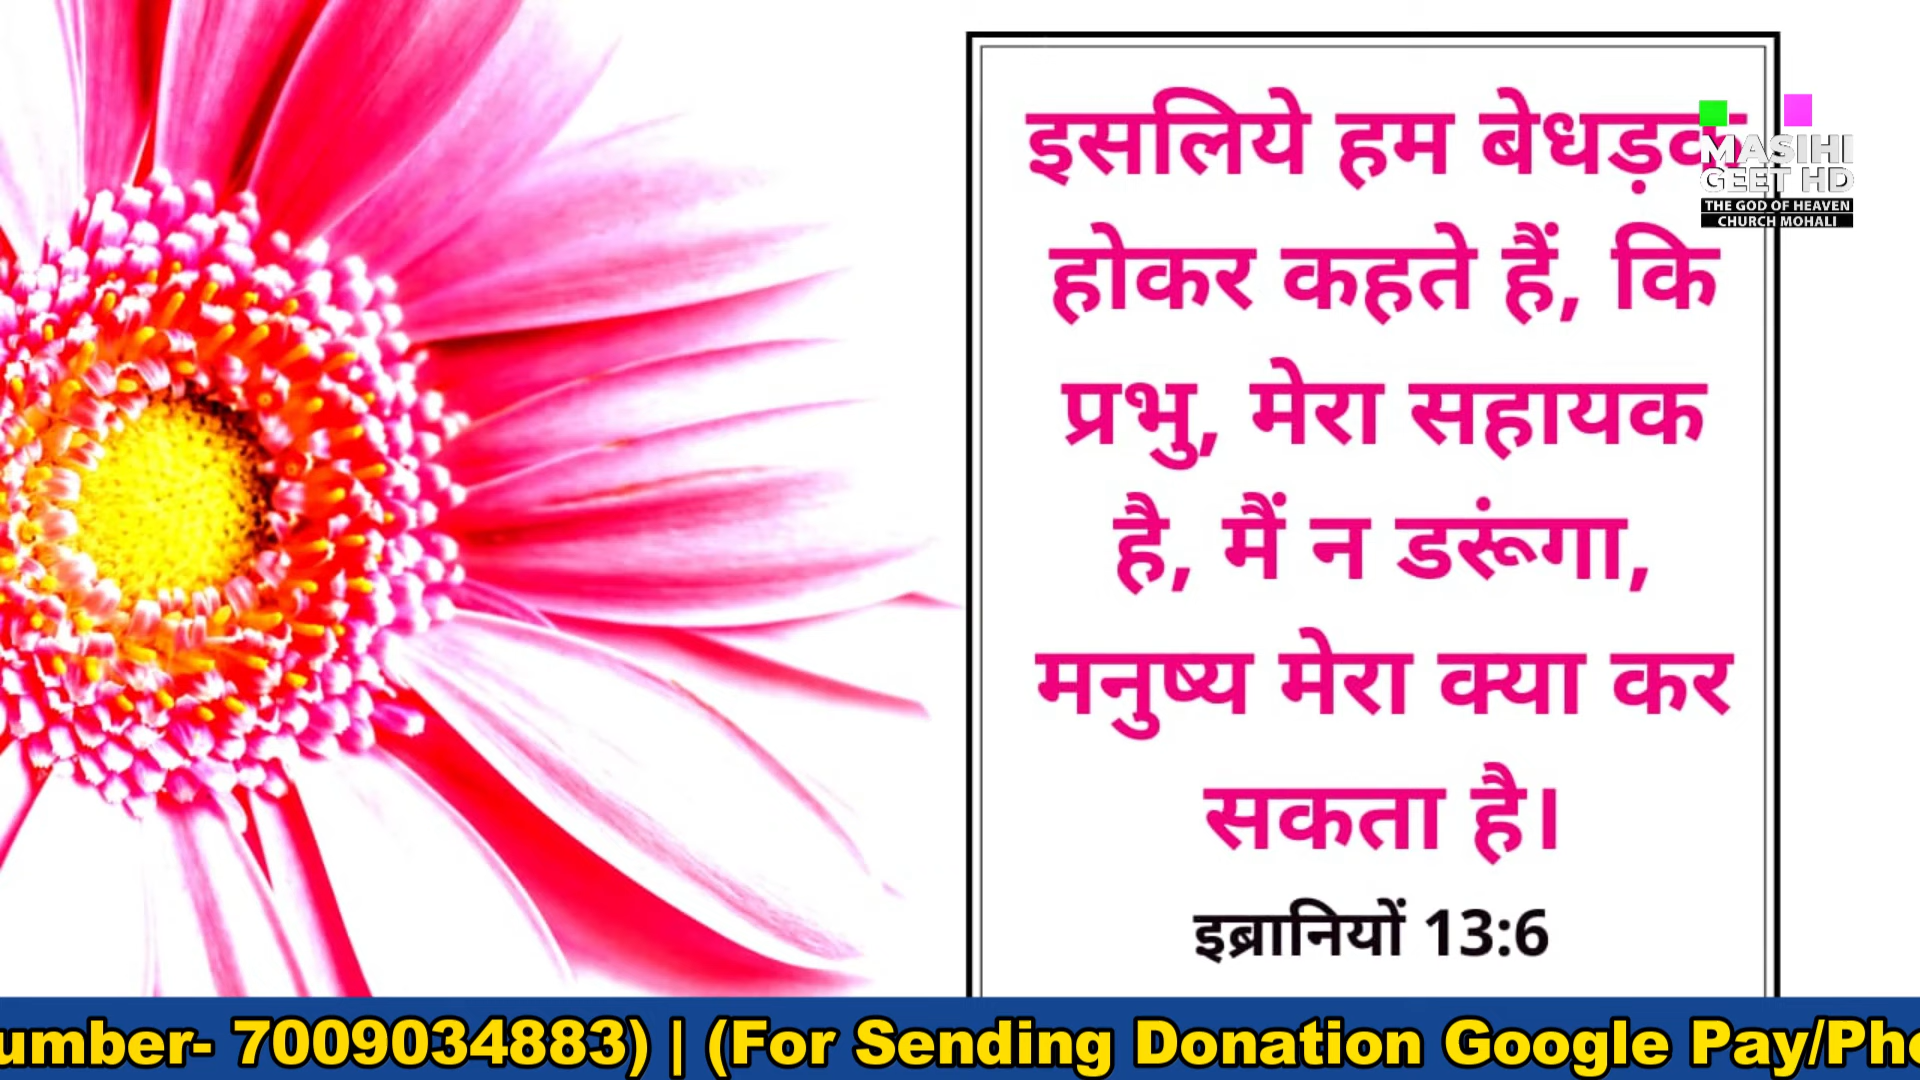 इसलिये हम बेधड़क
होकर कहते हैं, कि
प्रभु, मेरा सहायक
है, मैं न डरूंगा,
मनुष्य मेरा क्या कर
सकता है।
इब्रानियों 13:6
MASIHI
GEET HD
THE GOD OF HEAVEN
CHURCH MOHALI
umber- 7009034883) | (For Sending Donation Google Pay/Pho